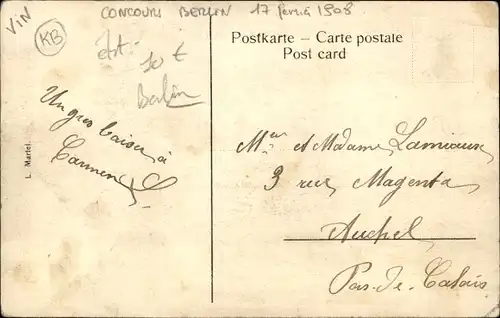 VIN
KB
CONCOURS BERLIN 17 février 1908
10 €
Berlin
Postkarte – Carte postale
Post card
Un gros baiser à
Carmen
L. Martel.
et Madame Lamiaux
3 rue Magenta
Auchel
Pas-de-Calais